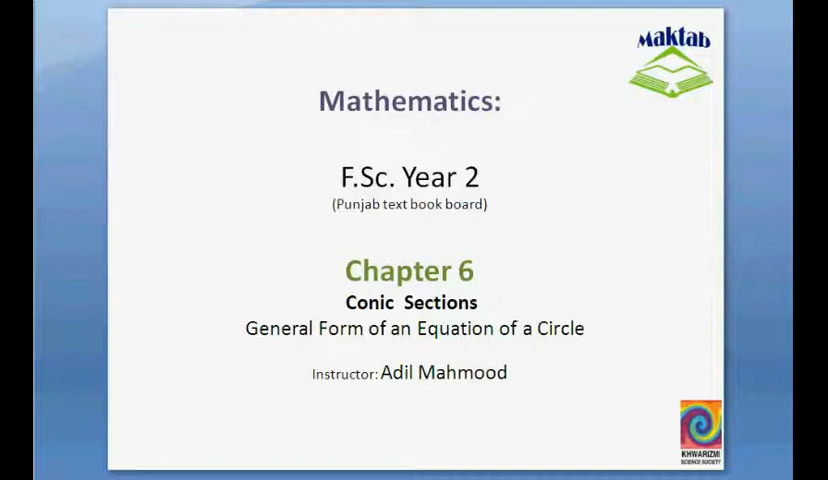 Maktab
Mathematics:
F.Sc. Year 2
(Punjab text book board)
Chapter 6
Conic Sections
General Form of an Equation of a Circle
Instructor: Adil Mahmood
KHWARIZMI
SCIENCE SOCIETY